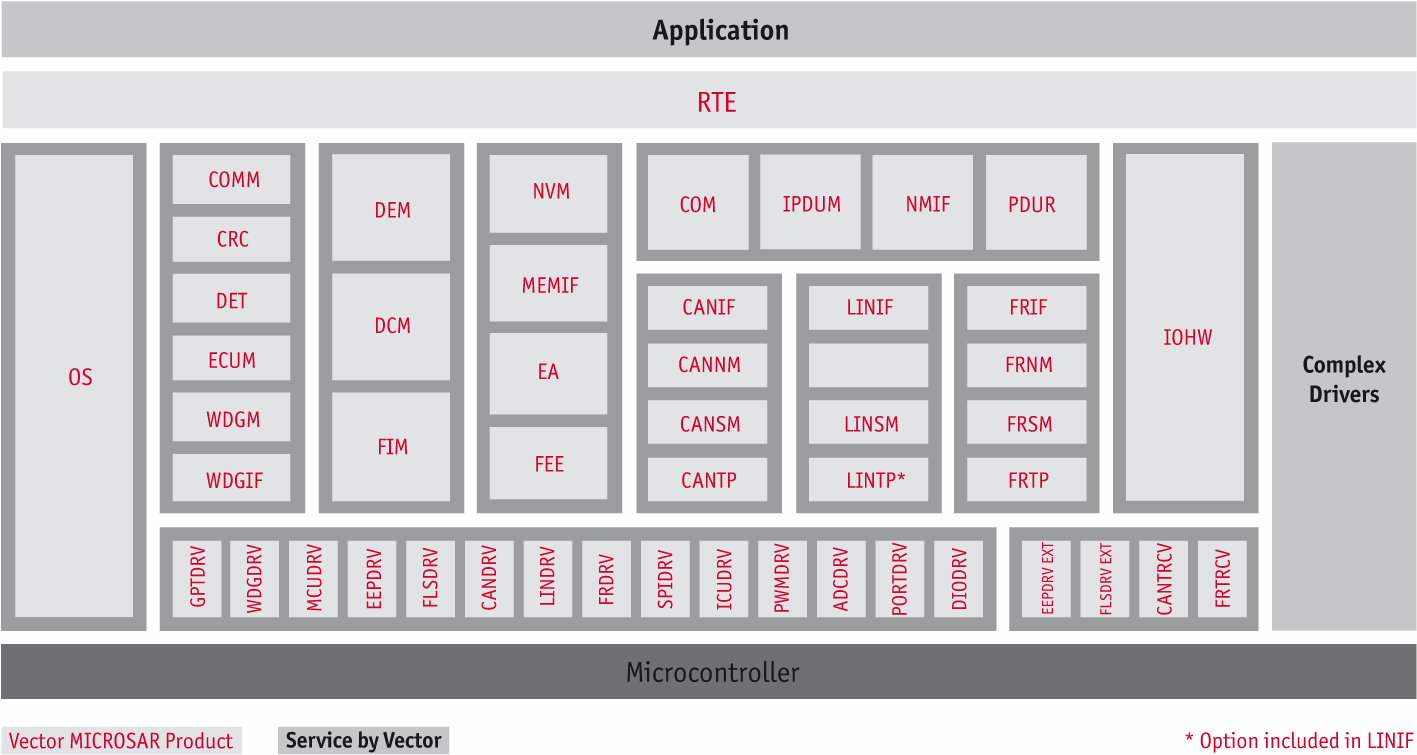 Application
RTE
OS
COMM
CRC
DET
ECUM
WDGM
WDGIF
DEM
DCM
FIM
NVM
MEMIF
EA
FEE
COM
IPDUM
NMIF
PDUR
CANIF
CANNM
CANSM
CANTP
LINIF
LINSM
LINTP*
FRIF
FRNM
FRSM
FRTP
IOHW
Complex
Drivers
GPTDRV
WDGDRV
MCUDRV
EEPDRV
FLSDRV
CANDRV
LINDRV
FRDRV
SPIDRV
ICUDRV
PWMDRV
ADCDRV
PORTDRV
DIODRV
EEPDRV EXT
FLSDRV EXT
CANTRCV
FRTRCV
Microcontroller
Vector MICROSAR Product
Service by Vector
* Option included in LINIF